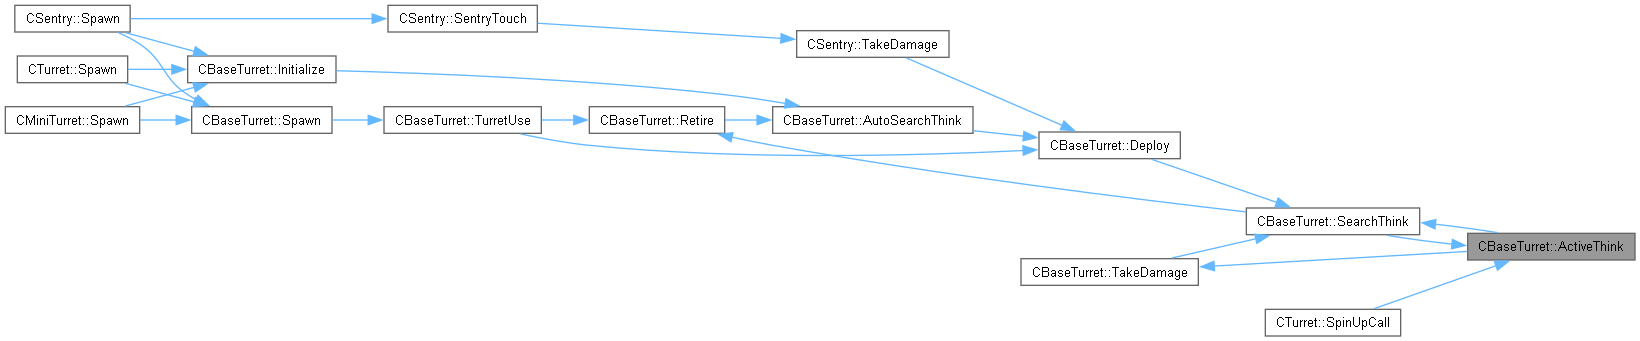 CSentry::Spawn
CSentry::SentryTouch
CSentry::TakeDamage
CTurret::Spawn
CBaseTurret::Initialize
CMiniTurret::Spawn
CBaseTurret::Spawn
CBaseTurret::TurretUse
CBaseTurret::Retire
CBaseTurret::AutoSearchThink
CBaseTurret::Deploy
CBaseTurret::SearchThink
CBaseTurret::ActiveThink
CBaseTurret::TakeDamage
CTurret::SpinUpCall